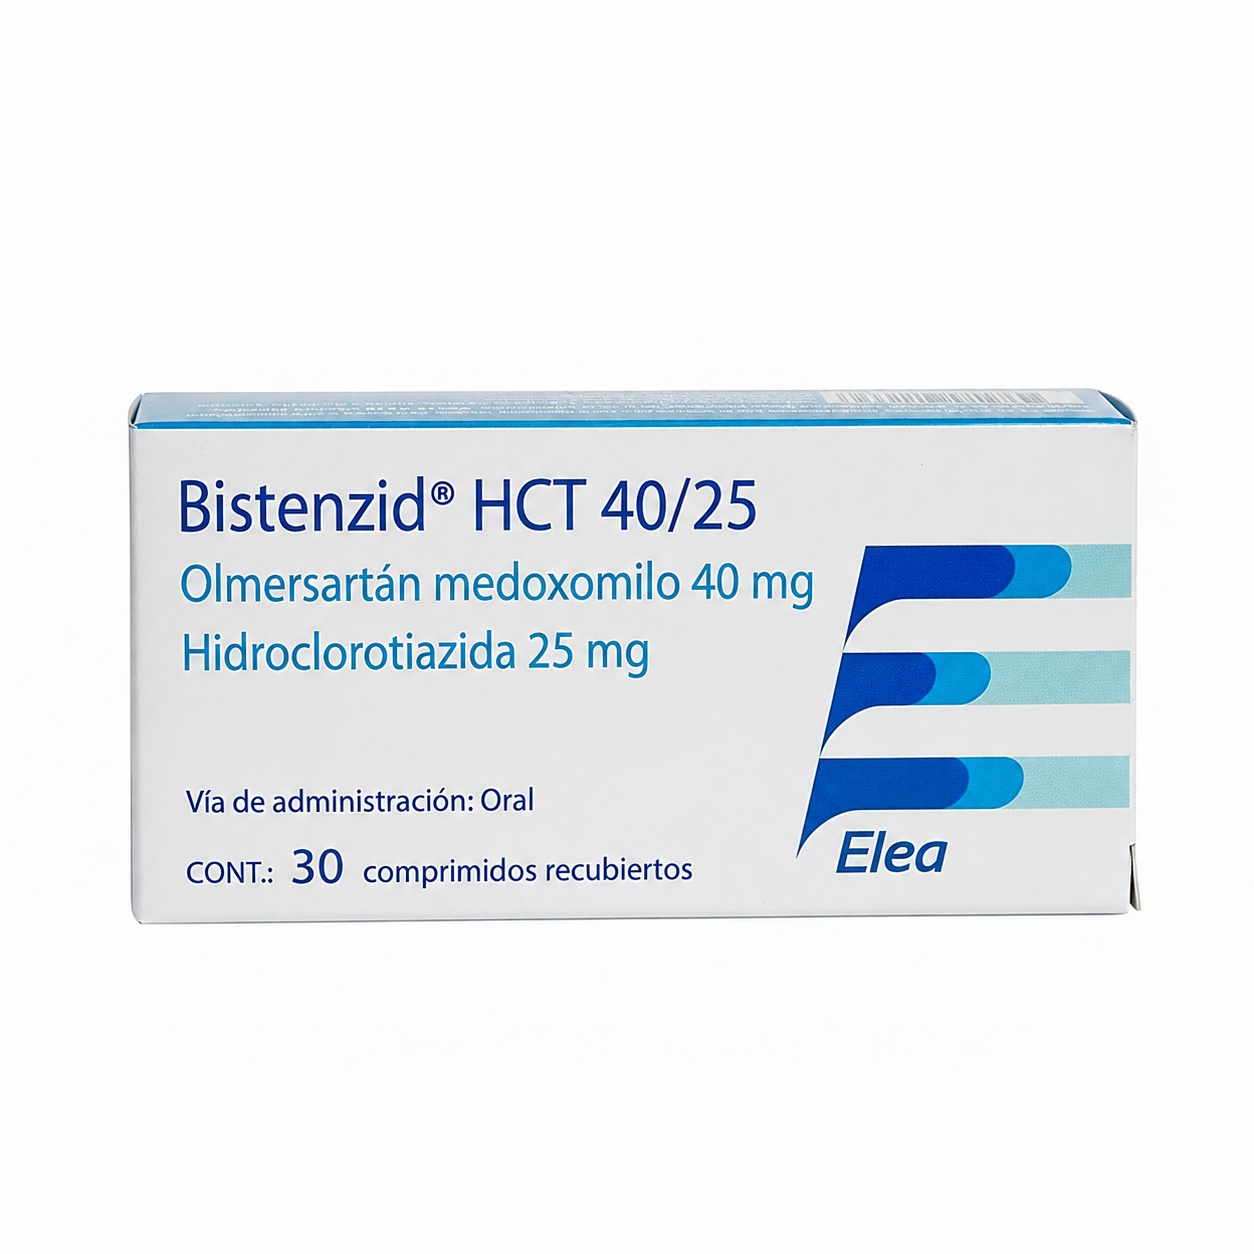 Bistenzid® HCT 40/25
Olmersartán medoxomilo 40 mg
Hidroclorotiazida 25 mg
Vía de administración: Oral
CONT.: 30 comprimidos recubiertos
Elea